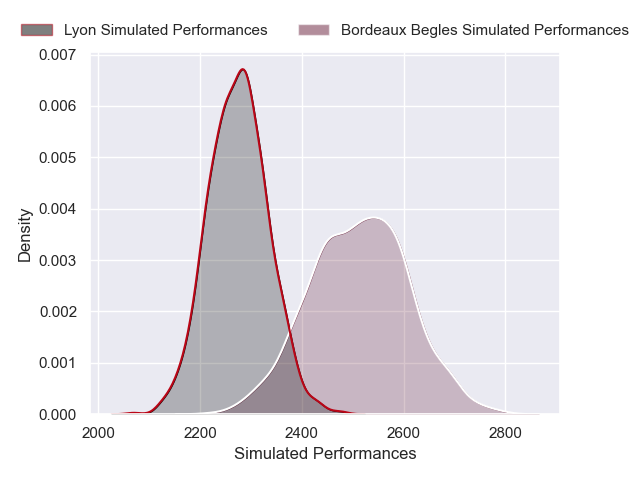 Lyon Simulated Performances
Bordeaux Begles Simulated Performances
0.007
0.006
0.005
0.004
0.003
0.002
0.001
0.000
Density
2000 2200 2400 2600 2800
Simulated Performances